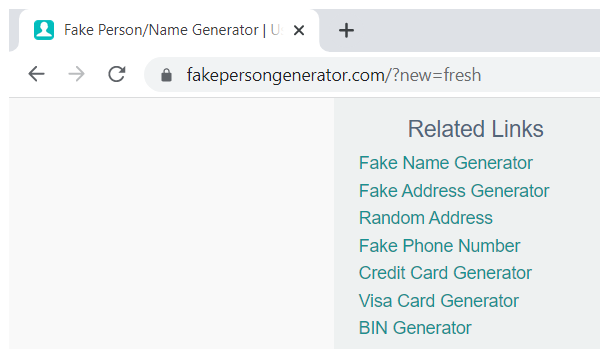 Fake Person/Name Generator |
fakepersongenerator.com/?new=fresh
Related Links
Fake Name Generator
Fake Address Generator
Random Address
Fake Phone Number
Credit Card Generator
Visa Card Generator
BIN Generator